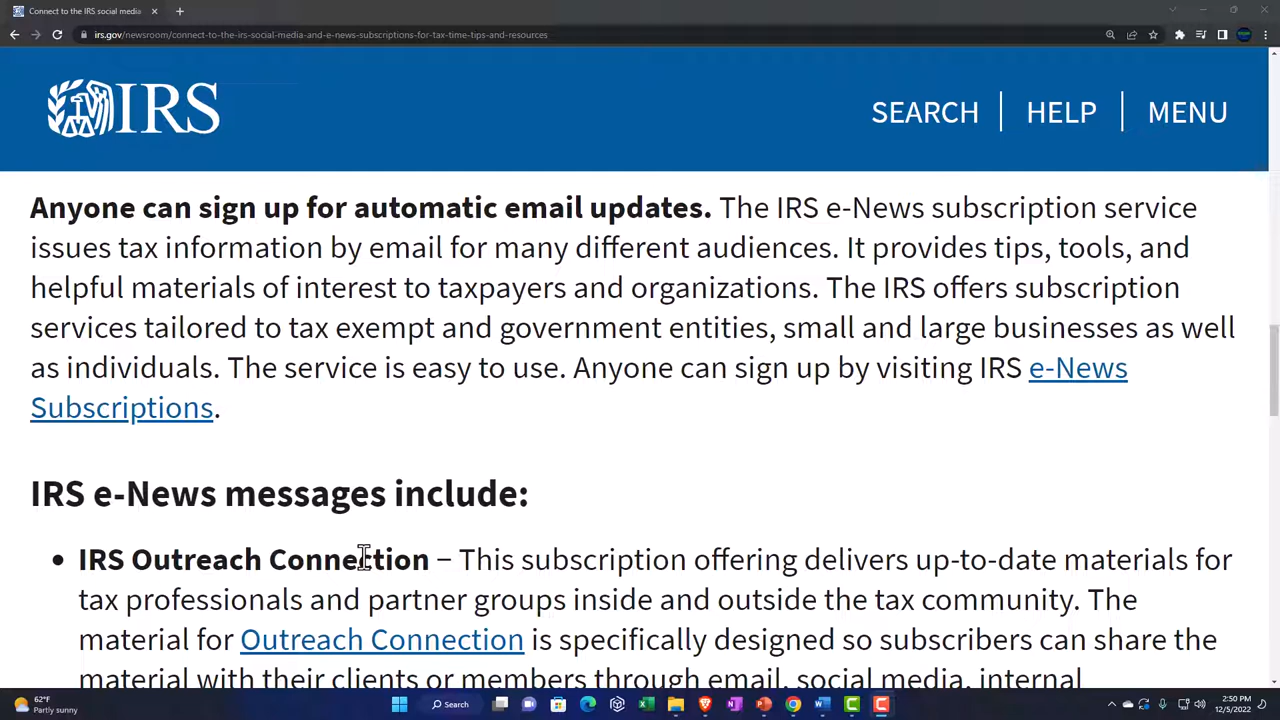 Connect to the IRS social media
irs.gov/newsroom/connect-to-the-irs-social-media-and-e-news-subscriptions-for-tax-time-tips-and-resources
IRS
SEARCH HELP MENU
Anyone can sign up for automatic email updates. The IRS e-News subscription service
issues tax information by email for many different audiences. It provides tips, tools, and
helpful materials of interest to taxpayers and organizations. The IRS offers subscription
services tailored to tax exempt and government entities, small and large businesses as well
as individuals. The service is easy to use. Anyone can sign up by visiting IRS e-News
Subscriptions.
IRS e-News messages include:
• IRS Outreach Connection – This subscription offering delivers up-to-date materials for
tax professionals and partner groups inside and outside the tax community. The
material for Outreach Connection is specifically designed so subscribers can share the
material with their clients or members through email, social media, internal
62°F
Partly sunny
Search
2:50 PM
12/5/2022